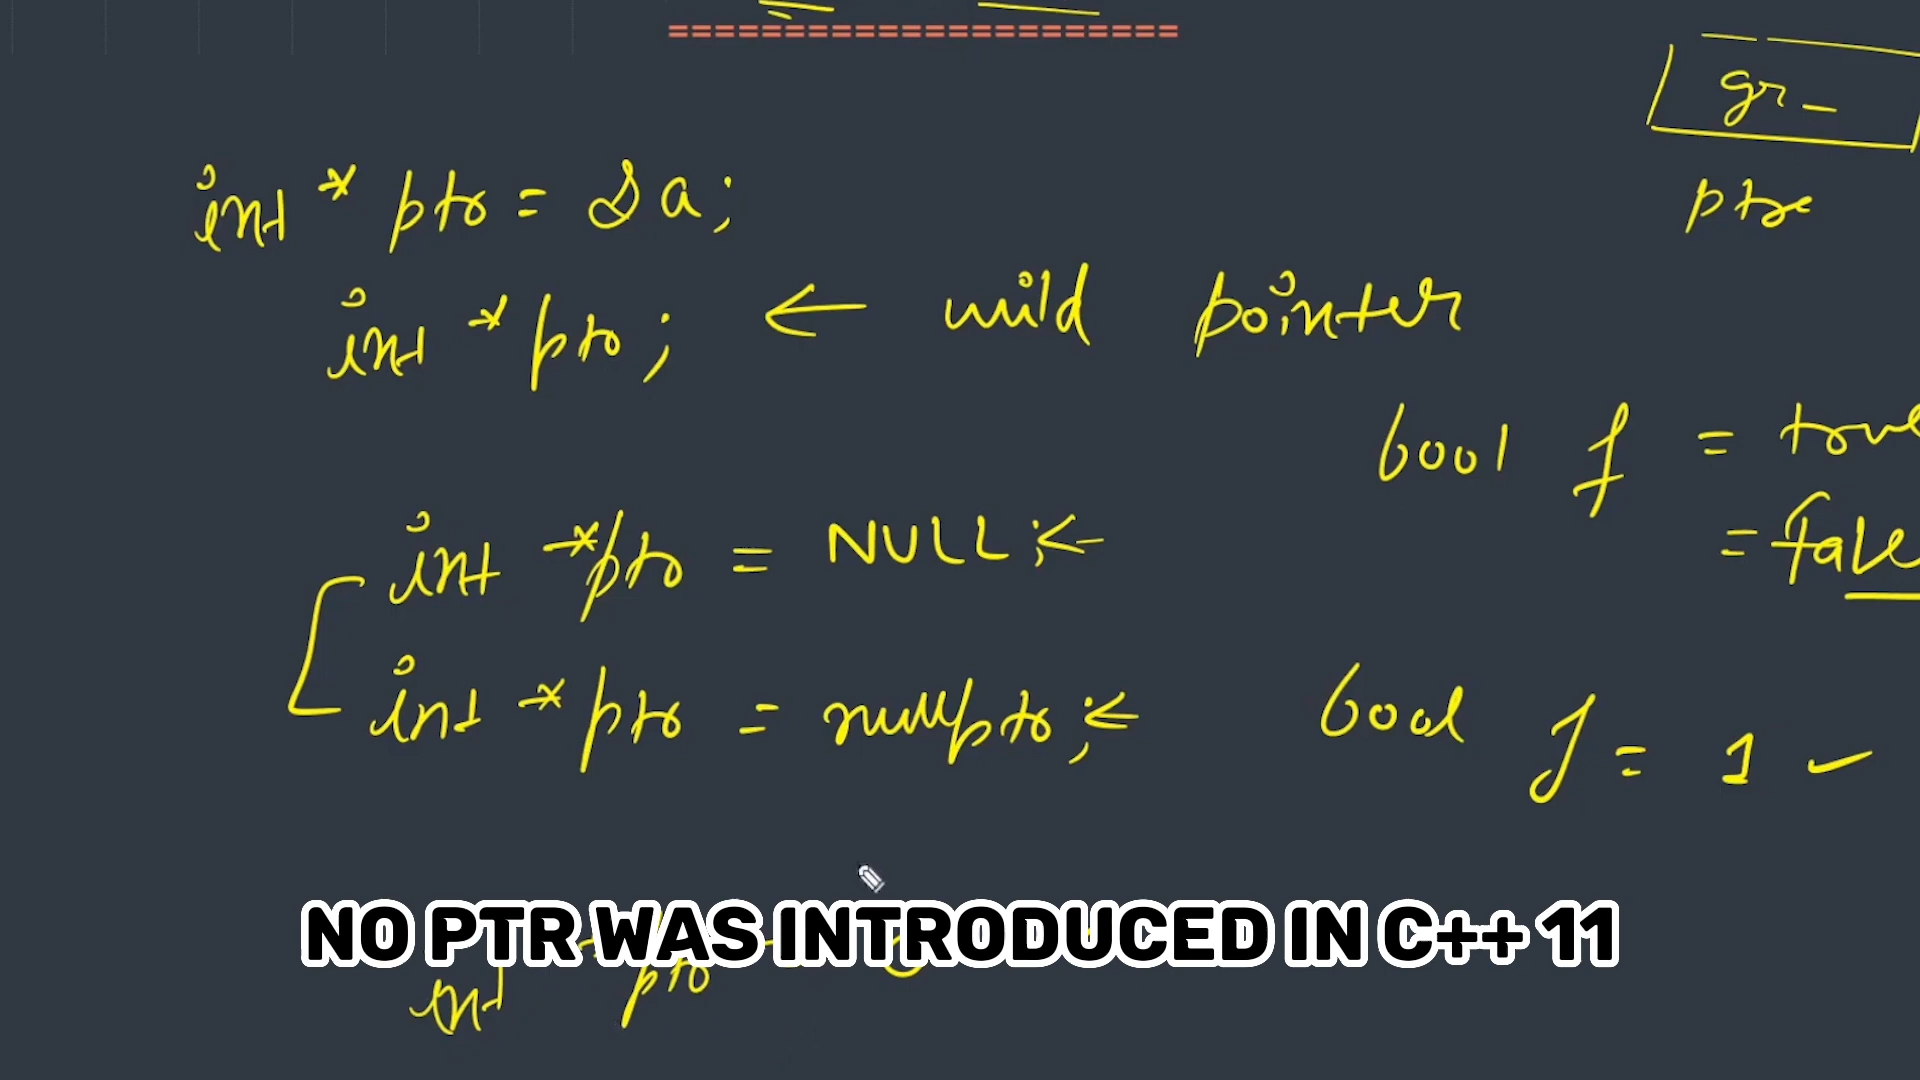 ======================
gr_
ptr
int * ptr = &a;
int *ptr; ← wild pointer
bool f = true
= false
int *ptr = NULL; ←
int *ptr = nullptr; ←
bool f = 1 ✓
NO PTR WAS INTRODUCED IN C++ 11
int ptr